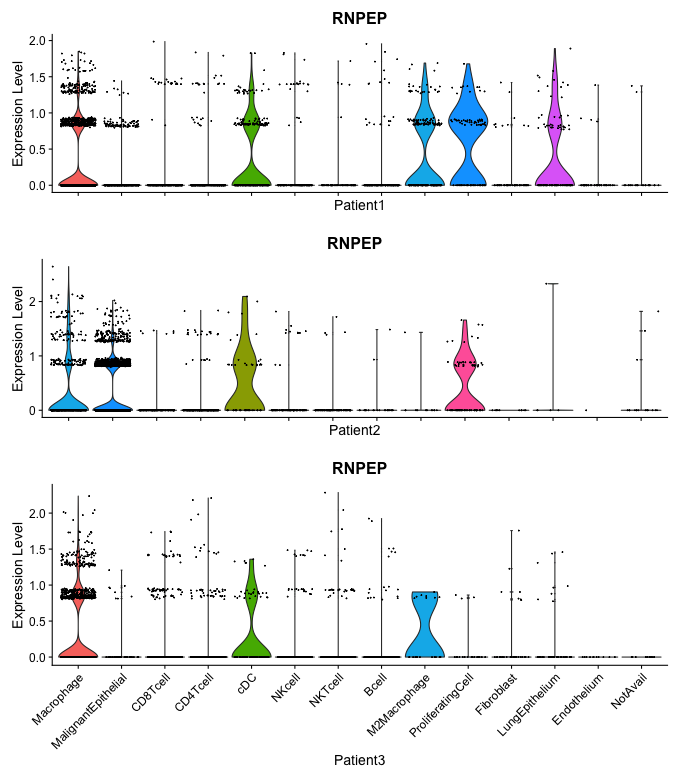 RNPEP
Expression Level
2.0
1.5
1.0
0.5
0.0
Patient1
RNPEP
Expression Level
2
1
0
Patient2
RNPEP
Expression Level
2.0
1.5
1.0
0.5
0.0
Macrophage
MalignantEpithelial
CD8Tcell
CD4Tcell
cDC
NKcell
NKTcell
Bcell
M2Macrophage
ProliferatingCell
Fibroblast
LungEpithelium
Endothelium
NotAvail
Patient3